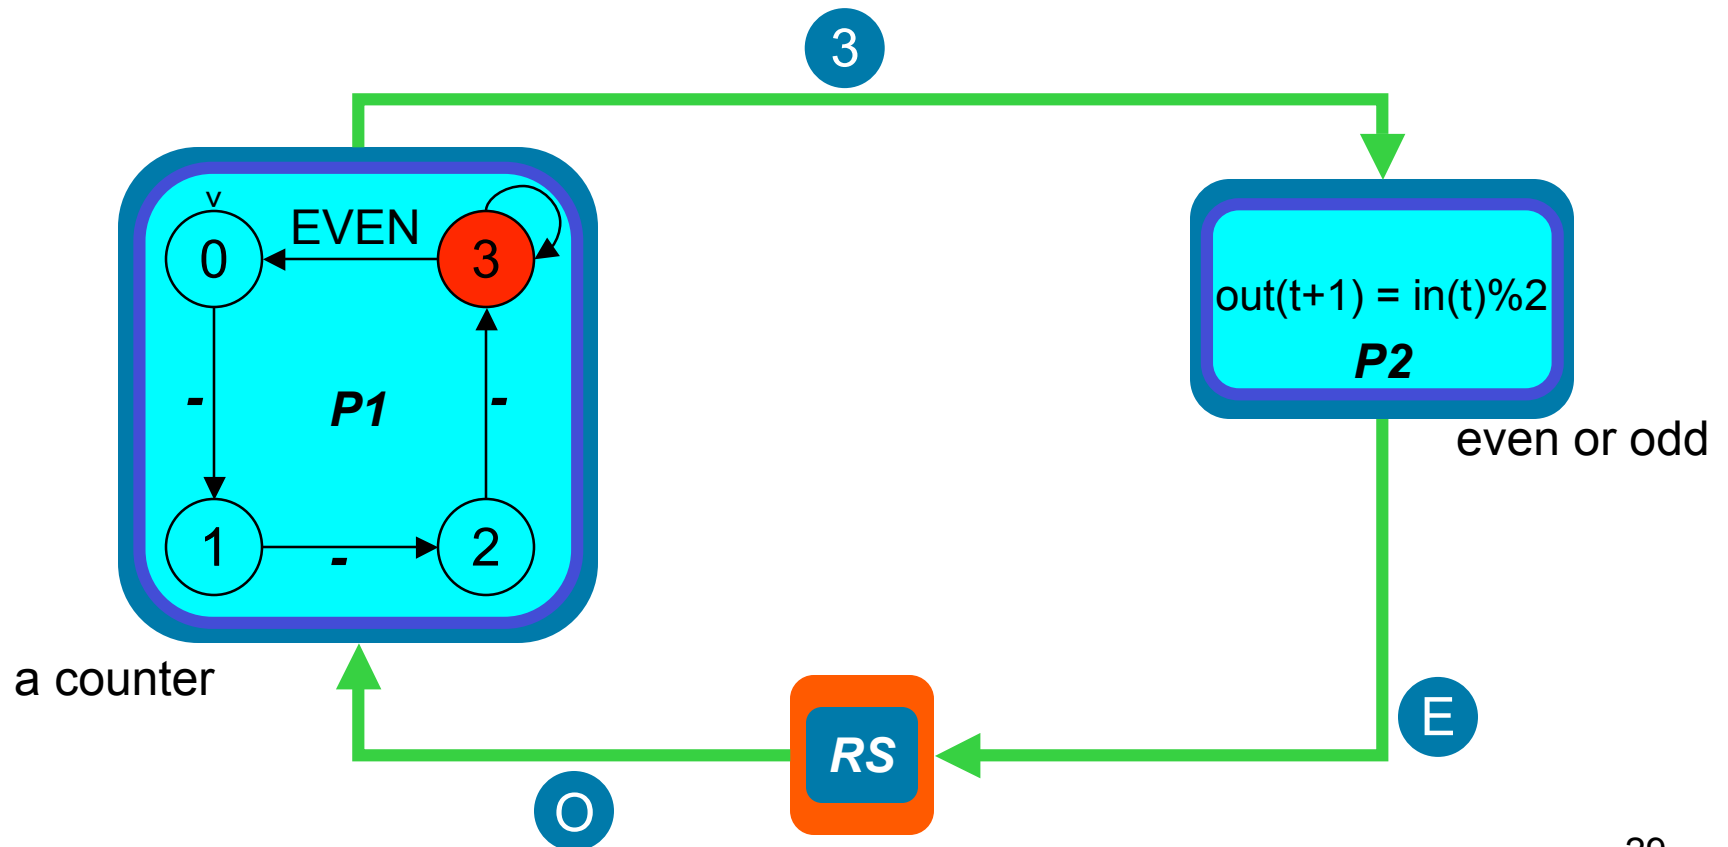 3
v
0
EVEN
3
out(t+1) = in(t)%2
P2
-
P1
-
even or odd
1
-
2
a counter
E
RS
O